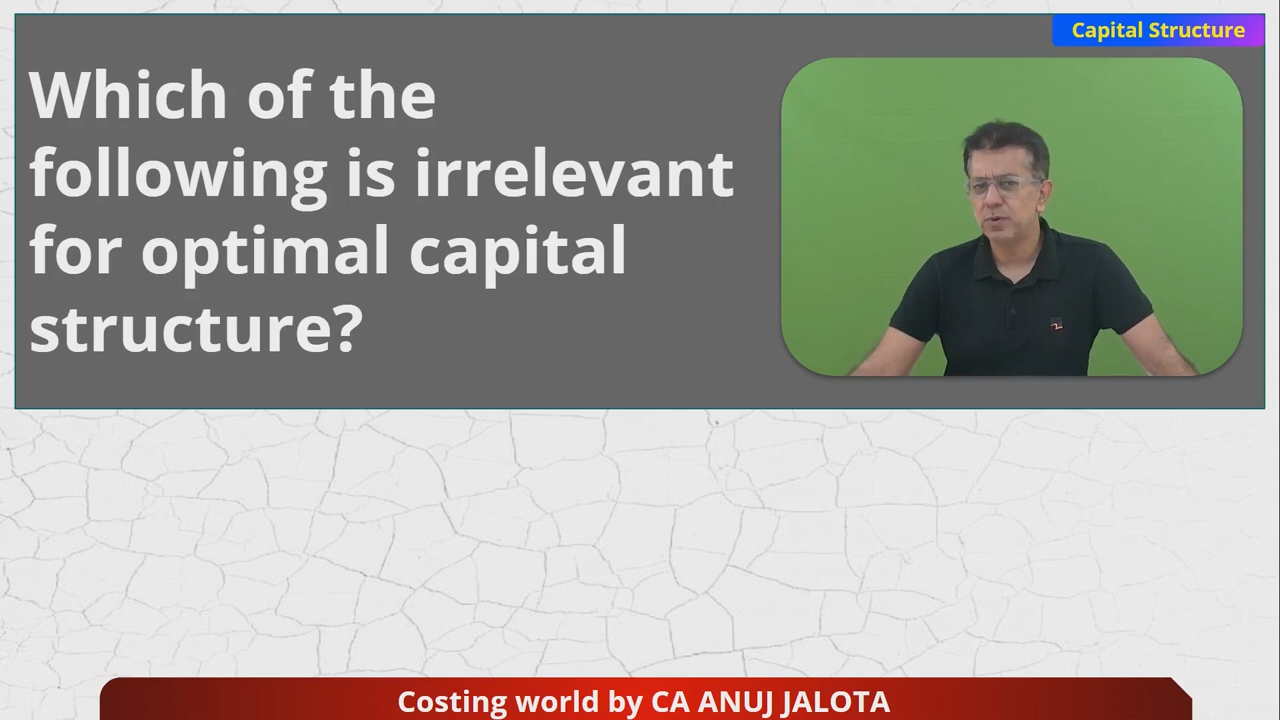 Capital Structure
Which of the
following is irrelevant
for optimal capital
structure?
Costing world by CA ANUJ JALOTA